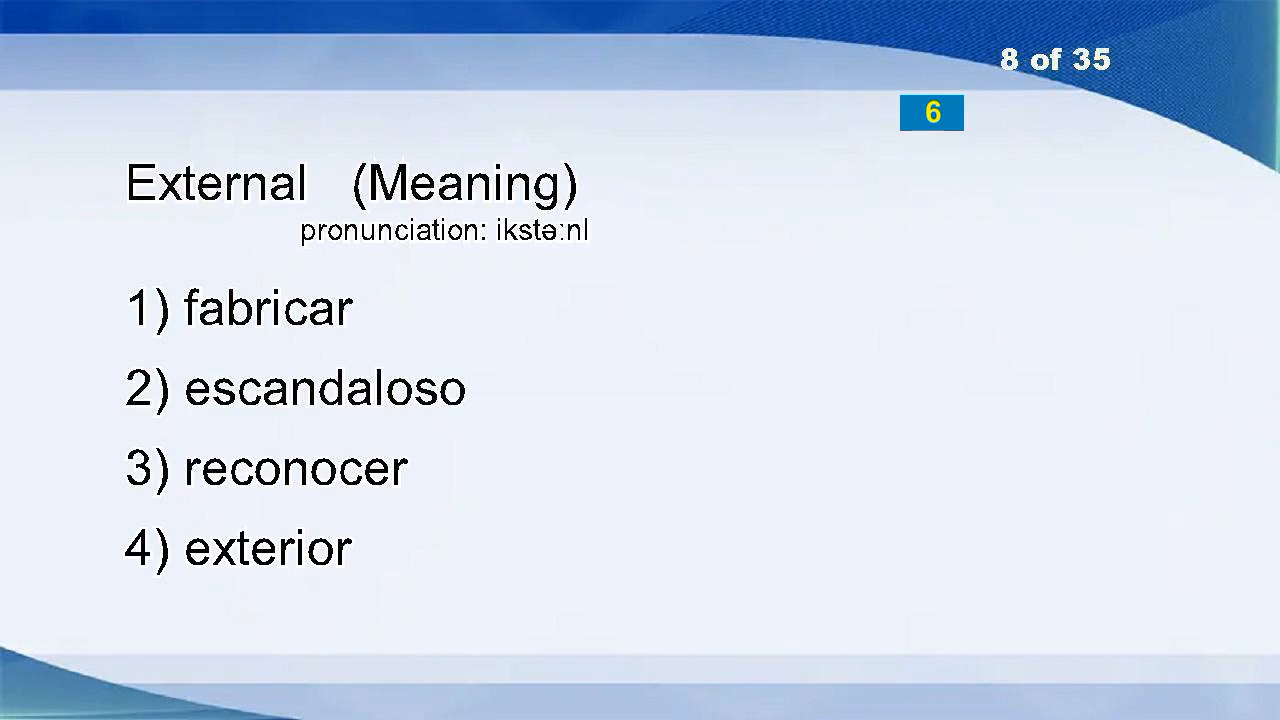 8 of 35
6
External (Meaning)
pronunciation: ikstə:nl
1) fabricar
2) escandaloso
3) reconocer
4) exterior